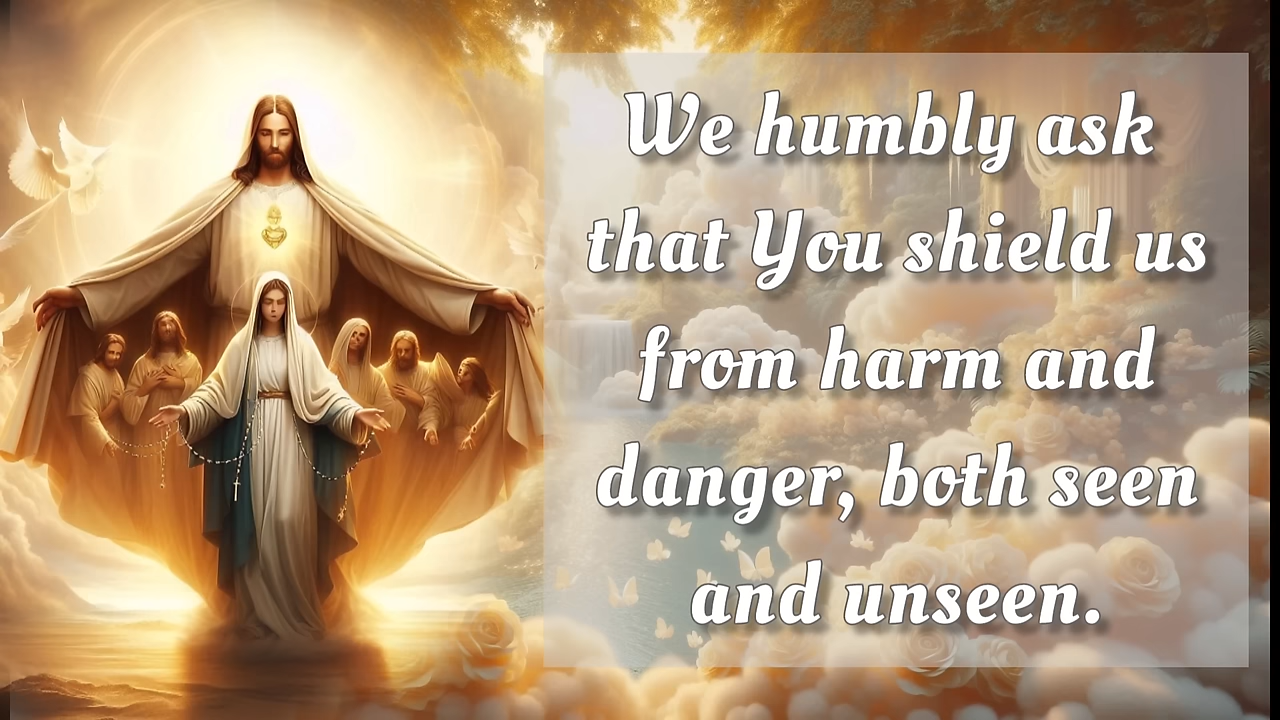 We humbly ask
that You shield us
from harm and
danger, both seen
and unseen.